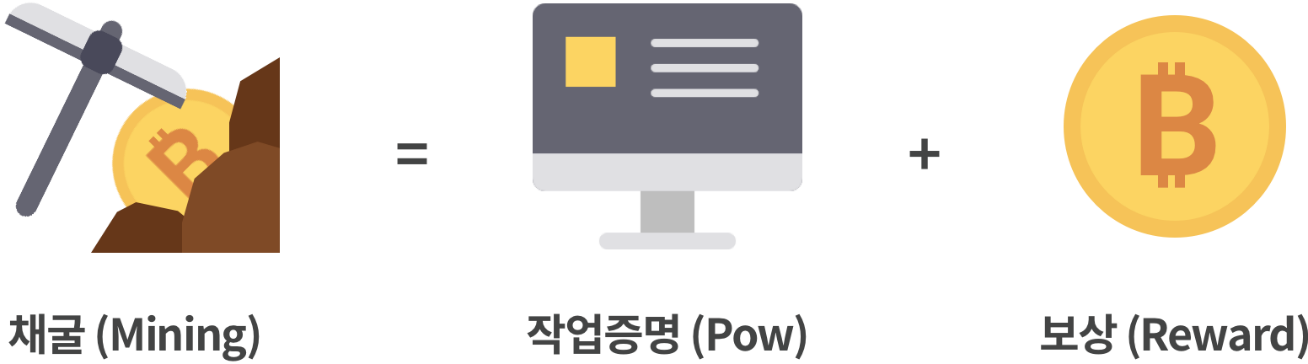 = +
채굴 (Mining) 작업증명 (Pow) 보상 (Reward)